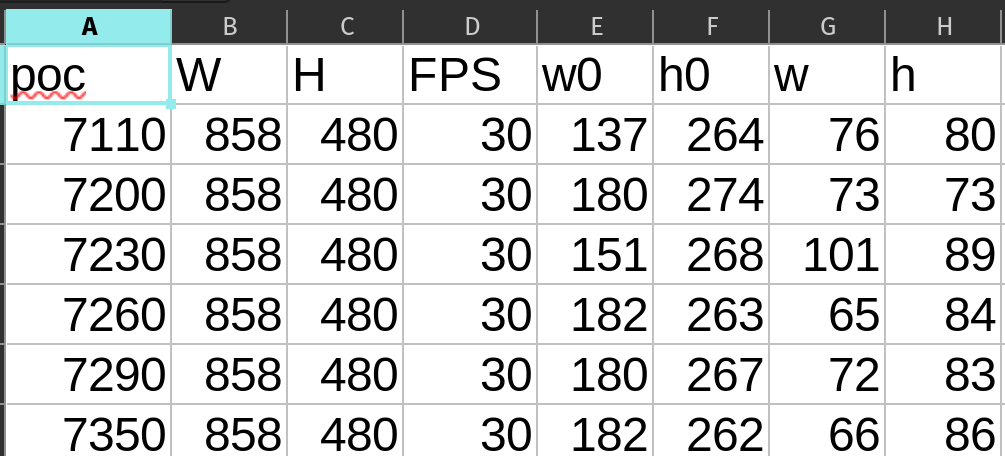 A B C D E F G H
poc W H FPS w0 h0 w h
7110 858 480 30 137 264 76 80
7200 858 480 30 180 274 73 73
7230 858 480 30 151 268 101 89
7260 858 480 30 182 263 65 84
7290 858 480 30 180 267 72 83
7350 858 480 30 182 262 66 86